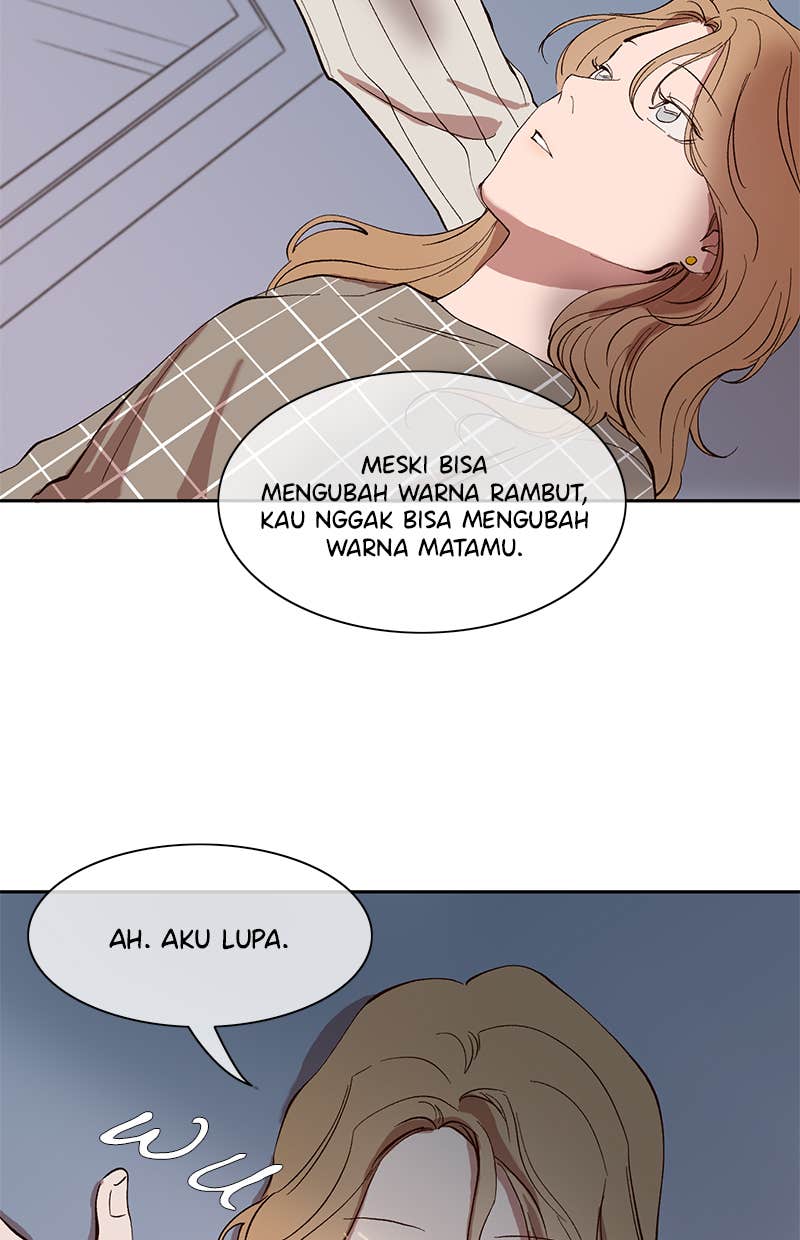 MESKI BISA
MENGUBAH WARNA RAMBUT,
KAU NGGAK BISA MENGUBAH
WARNA MATAMU.
AH. AKU LUPA.
WU